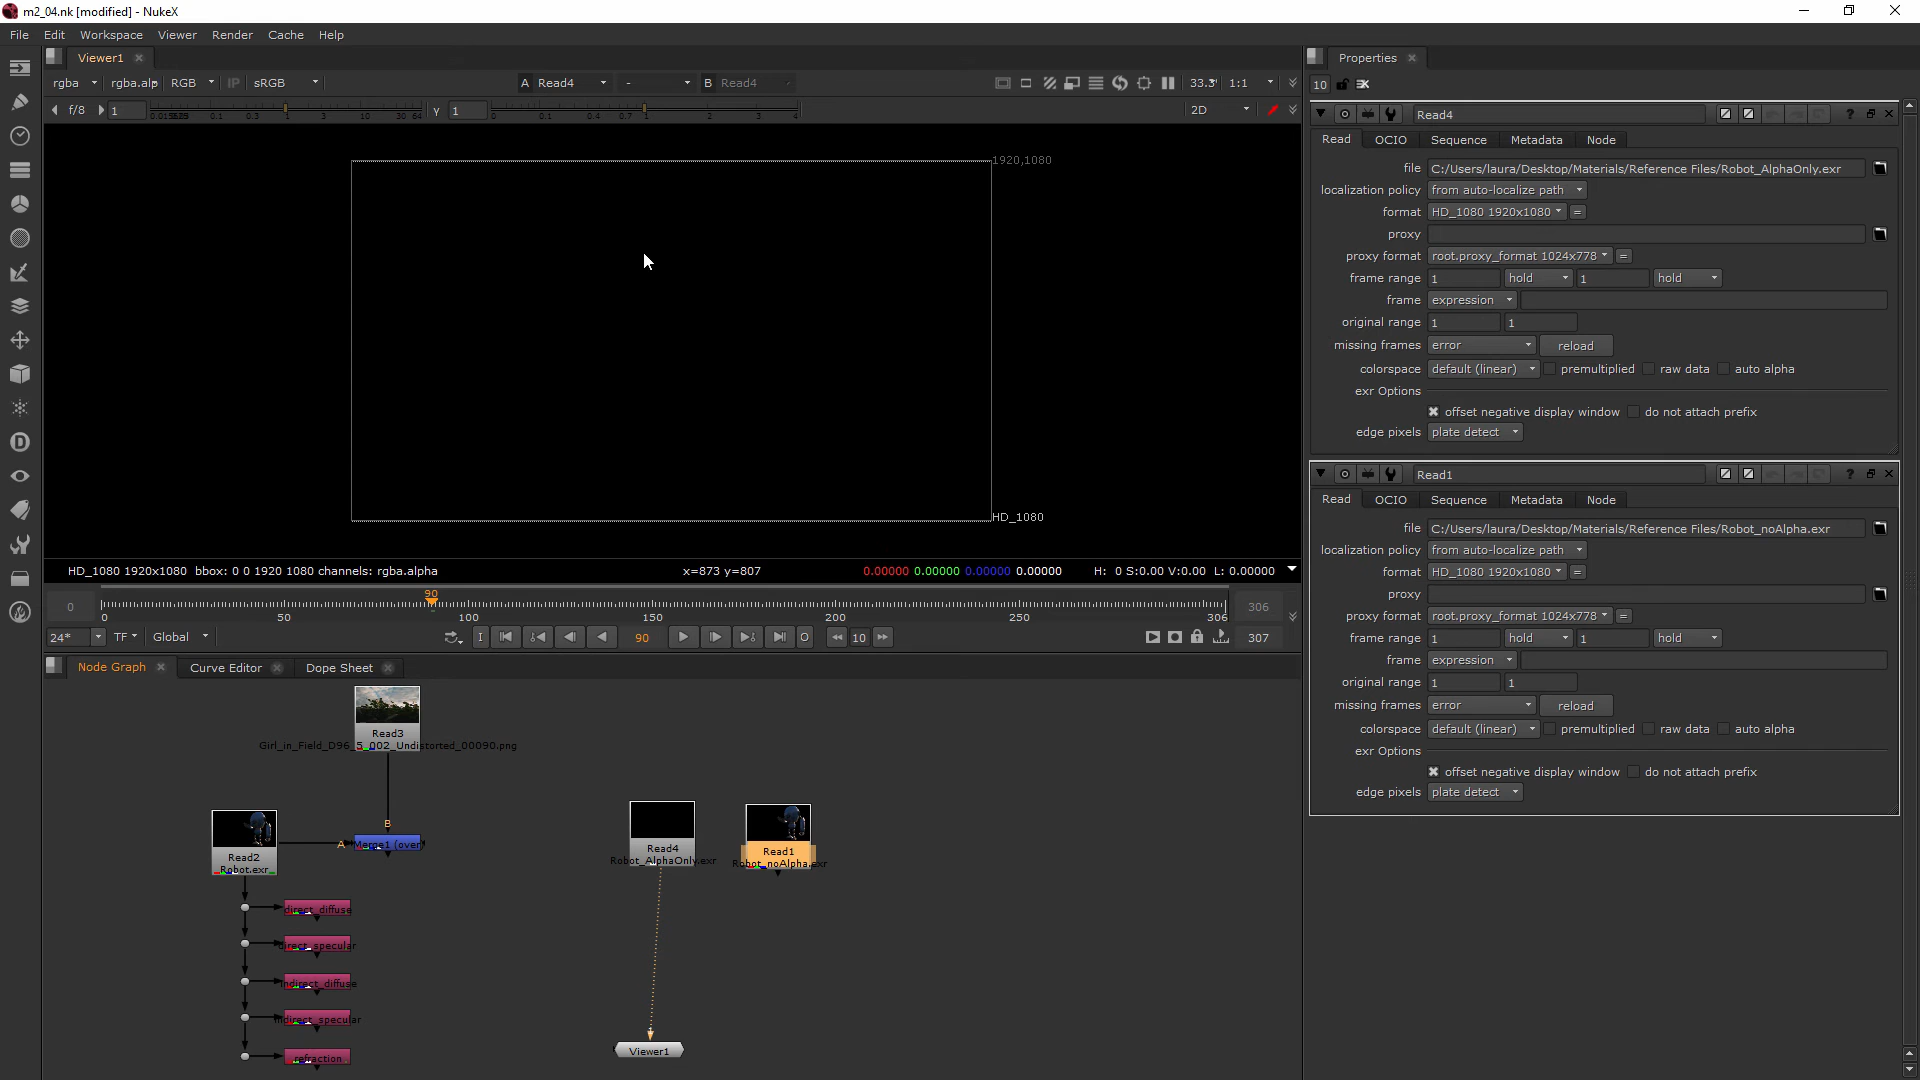 m2_04.nk [modified] - NukeX
File Edit Workspace Viewer Render Cache Help
Viewer1
rgba rgba.alp RGB IP sRGB A Read4 - B Read4 33.3 1:1
f/8 1 γ 1 2D
1920,1080
HD_1080
HD_1080 1920x1080 bbox: 0 0 1920 1080 channels: rgba.alpha x=873 y=807 0.00000 0.00000 0.00000 0.00000 H: 0 S:0.00 V:0.00 L: 0.00000
0 90 306
0 50 100 150 200 250 306
24* TF Global I 90 O 10 307
Node Graph Curve Editor Dope Sheet
Read3
Girl_in_Field_D96_5_002_Undistorted_00090.png
B
A Merge1 (over)
Read2
Robot.exr
Read4
Robot_AlphaOnly.exr
Read1
Robot_noAlpha.exr
direct_diffuse
direct_specular
indirect_diffuse
indirect_specular
refraction
Viewer1
Properties
10
Read4
Read OCIO Sequence Metadata Node
file C:/Users/laura/Desktop/Materials/Reference Files/Robot_AlphaOnly.exr
localization policy from auto-localize path
format HD_1080 1920x1080 =
proxy
proxy format root.proxy_format 1024x778 =
frame range 1 hold 1 hold
frame expression
original range 1 1
missing frames error reload
colorspace default (linear) premultiplied raw data auto alpha
exr Options
offset negative display window do not attach prefix
edge pixels plate detect
Read1
Read OCIO Sequence Metadata Node
file C:/Users/laura/Desktop/Materials/Reference Files/Robot_noAlpha.exr
localization policy from auto-localize path
format HD_1080 1920x1080 =
proxy
proxy format root.proxy_format 1024x778 =
frame range 1 hold 1 hold
frame expression
original range 1 1
missing frames error reload
colorspace default (linear) premultiplied raw data auto alpha
exr Options
offset negative display window do not attach prefix
edge pixels plate detect